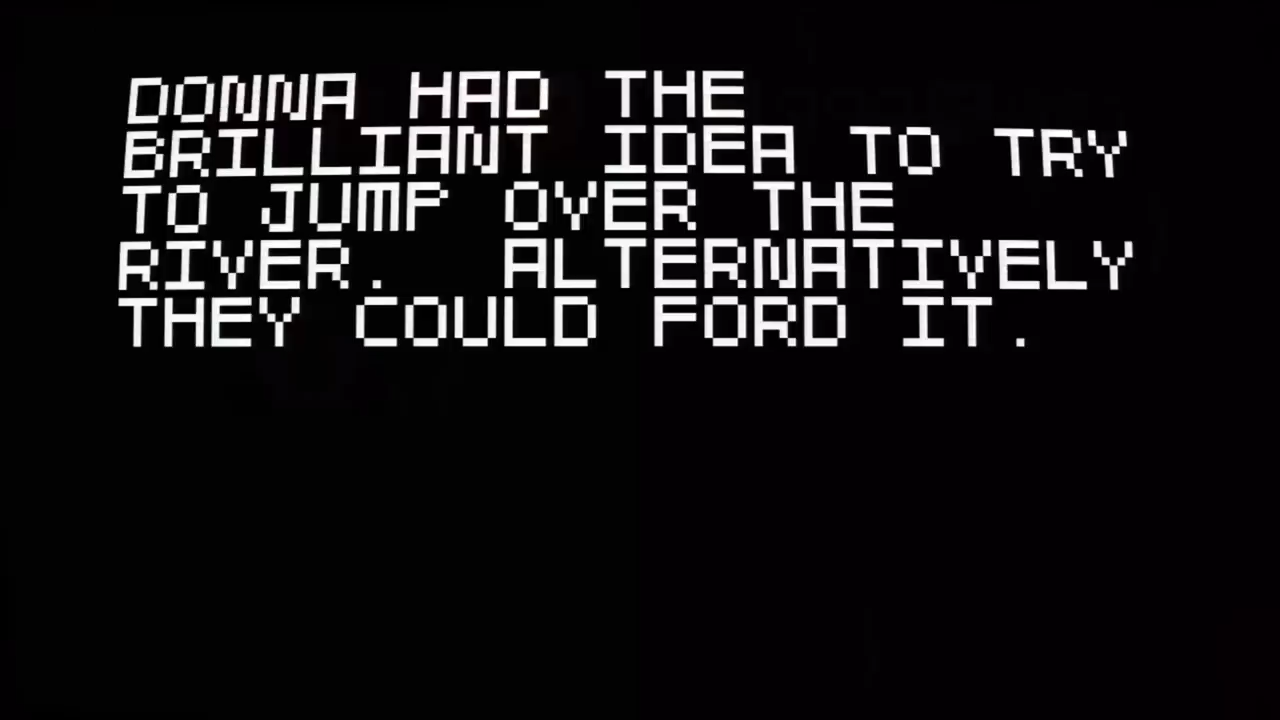 DONNA HAD THE
BRILLIANT IDEA TO TRY
TO JUMP OVER THE
RIVER.  ALTERNATIVELY
THEY COULD FORD IT.